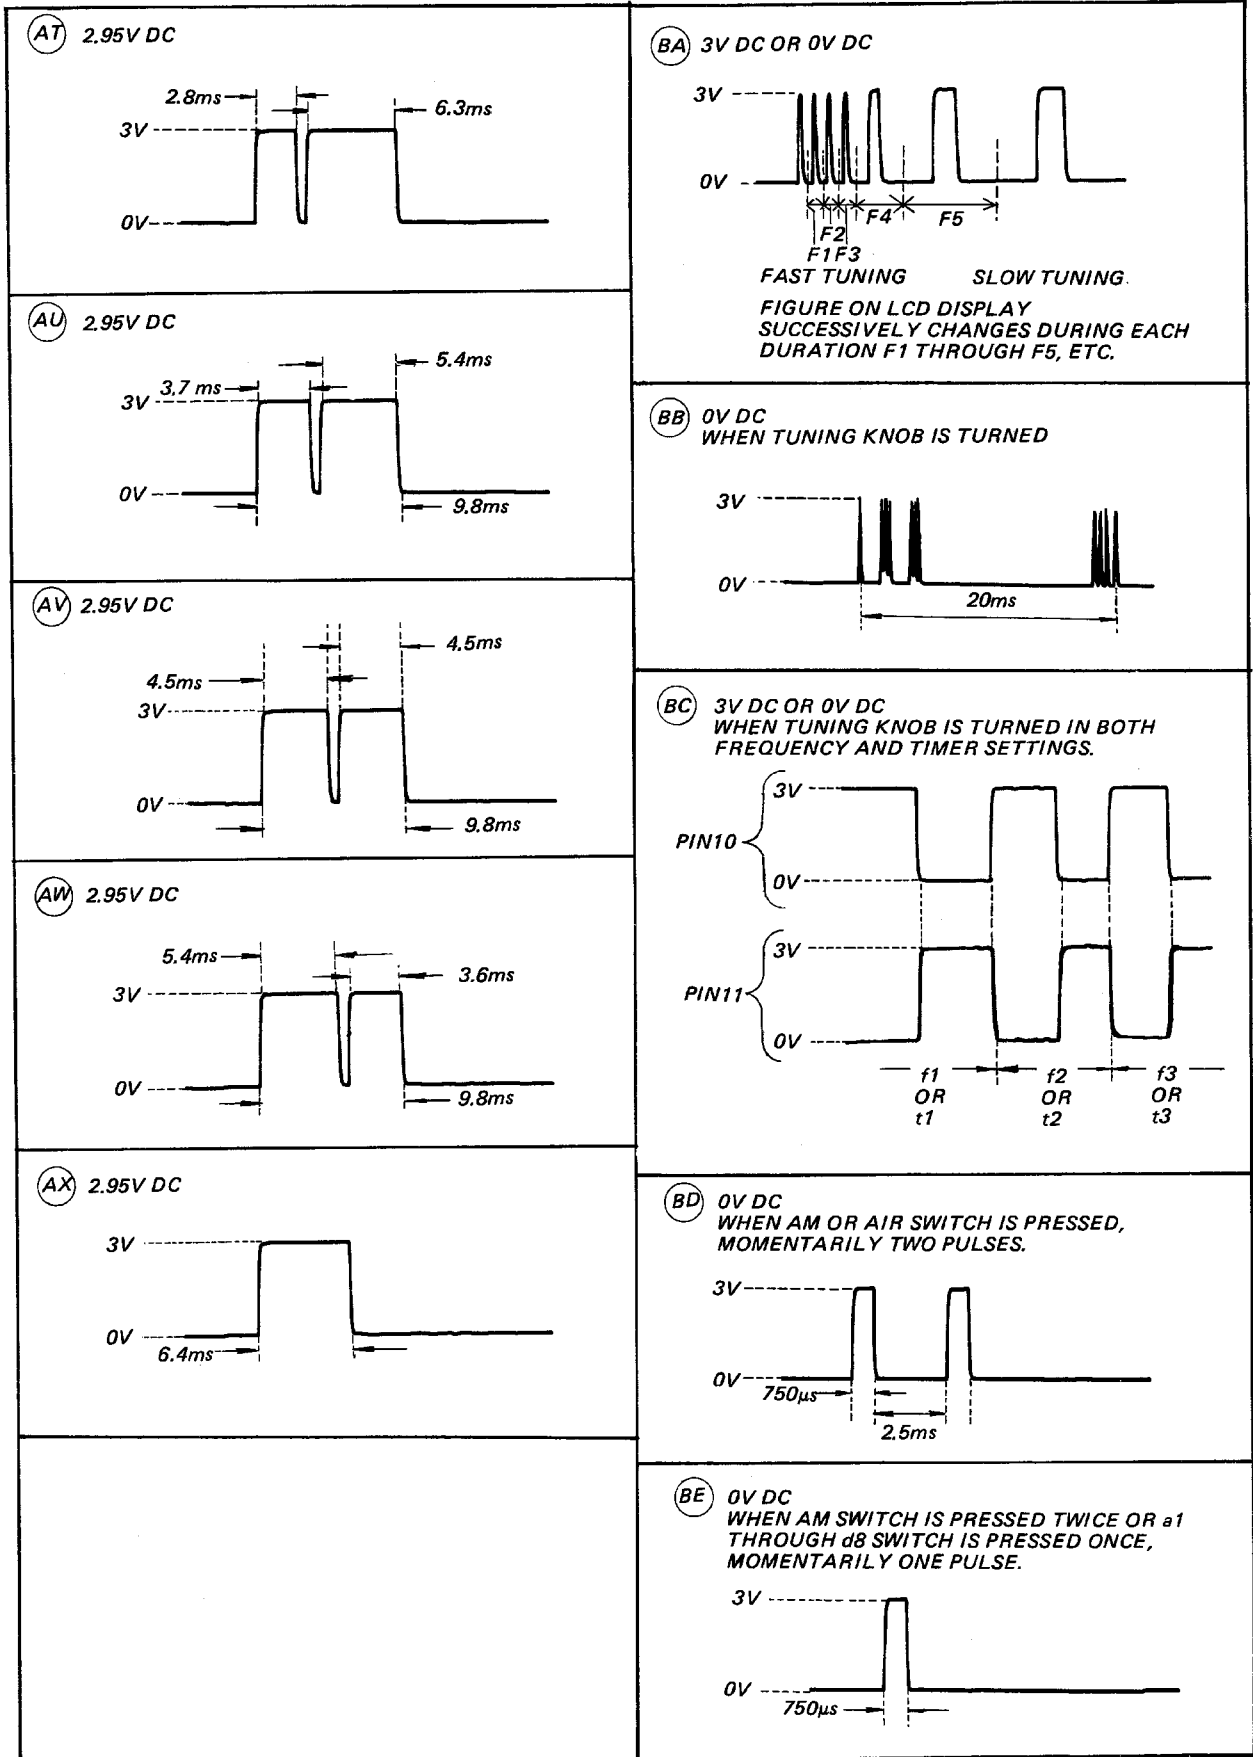 AT 2.95V DC
2.8ms
6.3ms
3V
0V
AU 2.95V DC
5.4ms
3.7 ms
3V
0V
9.8ms
AV 2.95V DC
4.5ms
4.5ms
3V
0V
9.8ms
AW 2.95V DC
5.4ms
3.6ms
3V
0V
9.8ms
AX 2.95V DC
3V
0V
6.4ms
BA 3V DC OR 0V DC
3V
0V
F4 F5
F2
F1 F3
FAST TUNING SLOW TUNING.
FIGURE ON LCD DISPLAY
SUCCESSIVELY CHANGES DURING EACH
DURATION F1 THROUGH F5, ETC.
BB 0V DC
WHEN TUNING KNOB IS TURNED
3V
0V
20ms
BC 3V DC OR 0V DC
WHEN TUNING KNOB IS TURNED IN BOTH
FREQUENCY AND TIMER SETTINGS.
3V
PIN10
0V
3V
PIN11
0V
f1 f2 f3
OR OR OR
t1 t2 t3
BD 0V DC
WHEN AM OR AIR SWITCH IS PRESSED,
MOMENTARILY TWO PULSES.
3V
0V
750µs
2.5ms
BE 0V DC
WHEN AM SWITCH IS PRESSED TWICE OR a1
THROUGH d8 SWITCH IS PRESSED ONCE,
MOMENTARILY ONE PULSE.
3V
0V
750µs